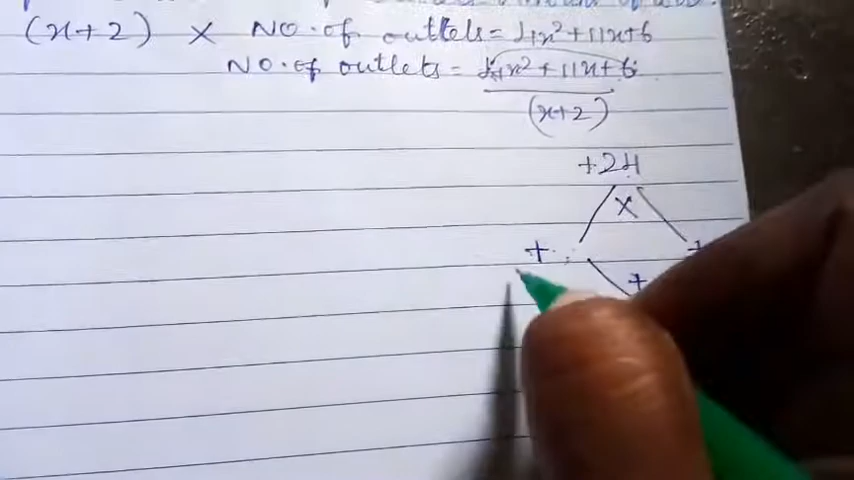 (x+2) × No. of outlets = 4x²+11x+6
No. of outlets = 4x²+11x+6
(x+2)
+24
×
+ +
+